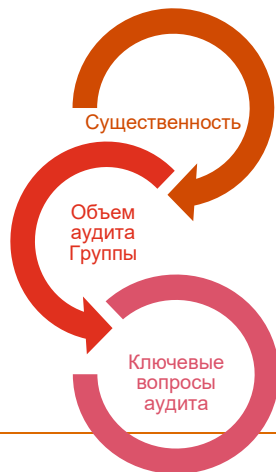 Существенность
Объем
аудита
Группы
Ключевые
вопросы
аудита